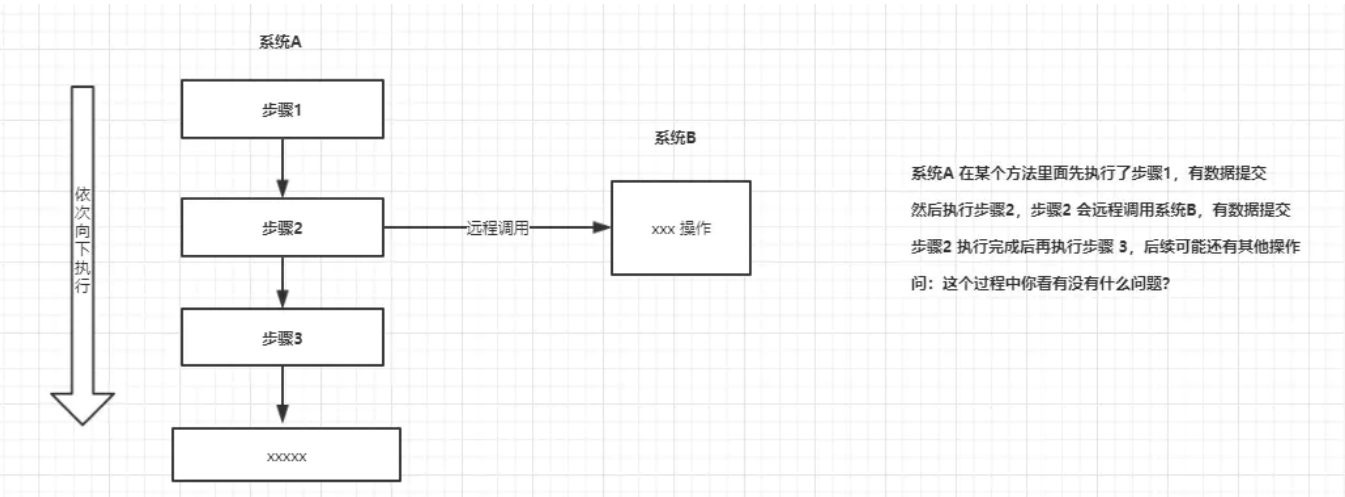 系统A
步骤1
步骤2
步骤3
xxxxx
依次向下执行
远程调用
系统B
xxx 操作
系统A 在某个方法里面先执行了步骤1，有数据提交
然后执行步骤2，步骤2 会远程调用系统B，有数据提交
步骤2 执行完成后再执行步骤 3，后续可能还有其他操作
问：这个过程中你看有没有什么问题？